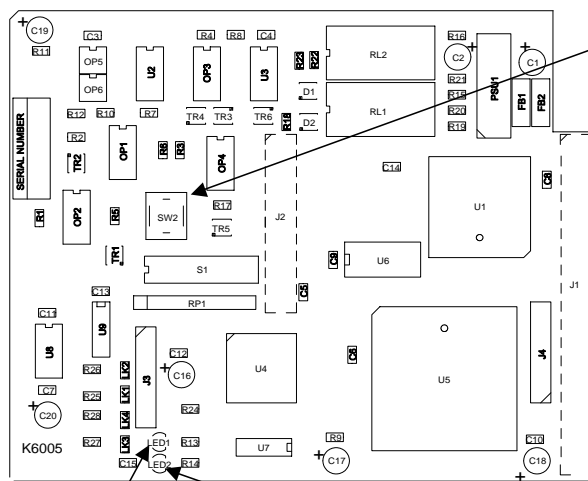 C19
R11
C3
OP5
OP6
U2
R4
OP3
R8
C4
U3
R23
R22
D1
D2
RL2
RL1
R16
C2
R21
R20
R19
PSU1
C1
FB1
FB2
SERIAL NUMBER
R12
R10
R7
TR4
TR3
TR6
R2
TR2
OP1
R6
R3
OP4
C14
U1
C8
R1
OP2
R5
SW2
R17
TR5
J2
TR1
S1
C9
U6
RP1
C5
J1
C13
C11
U9
U8
C12
R26
LK2
J3
C16
U4
C6
U5
J4
C7
R25
LK1
C20
R28
LK4
R24
K6005
R27
LK3
LED1
R13
U7
R9
C10
C15
LED2
R14
C17
C18